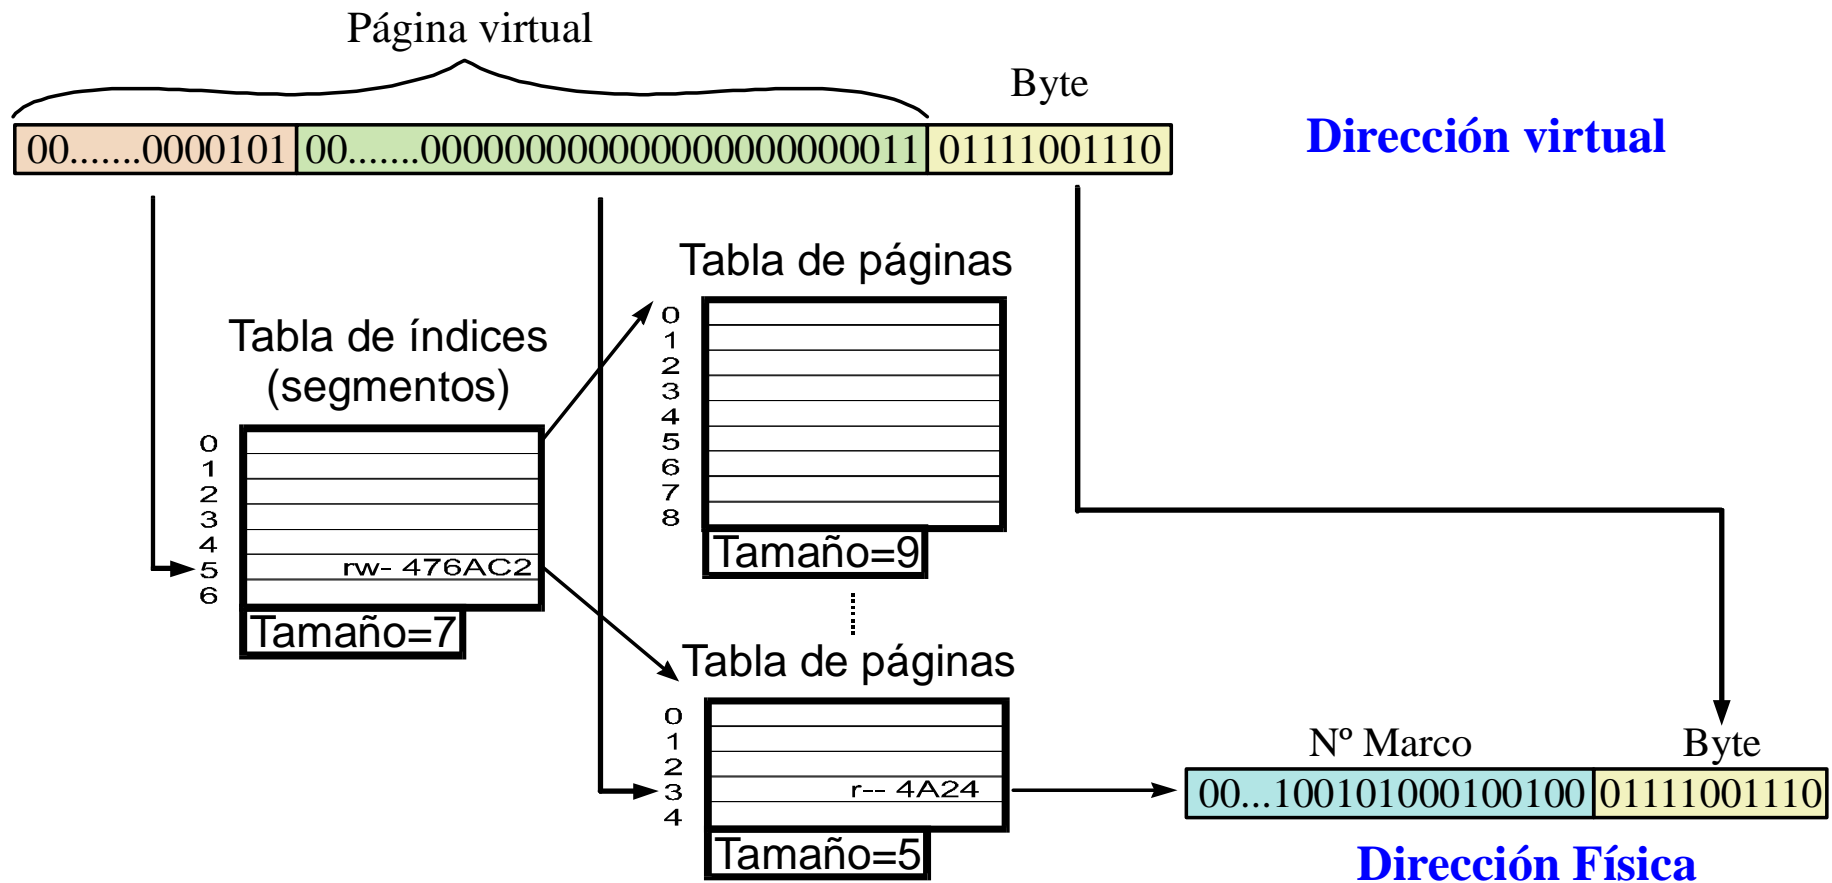 Página virtual
Byte
00.......0000101 00.......0000000000000000000000011 01111001110
Dirección virtual
Tabla de páginas
0
1
2
3
4
5
6
7
8
Tamaño=9
Tabla de índices
(segmentos)
0
1
2
3
4
5 rw- 476AC2
6
Tamaño=7
Tabla de páginas
0
1
2
3 r-- 4A24
4
Tamaño=5
Nº Marco Byte
00...100101000100100 01111001110
Dirección Física